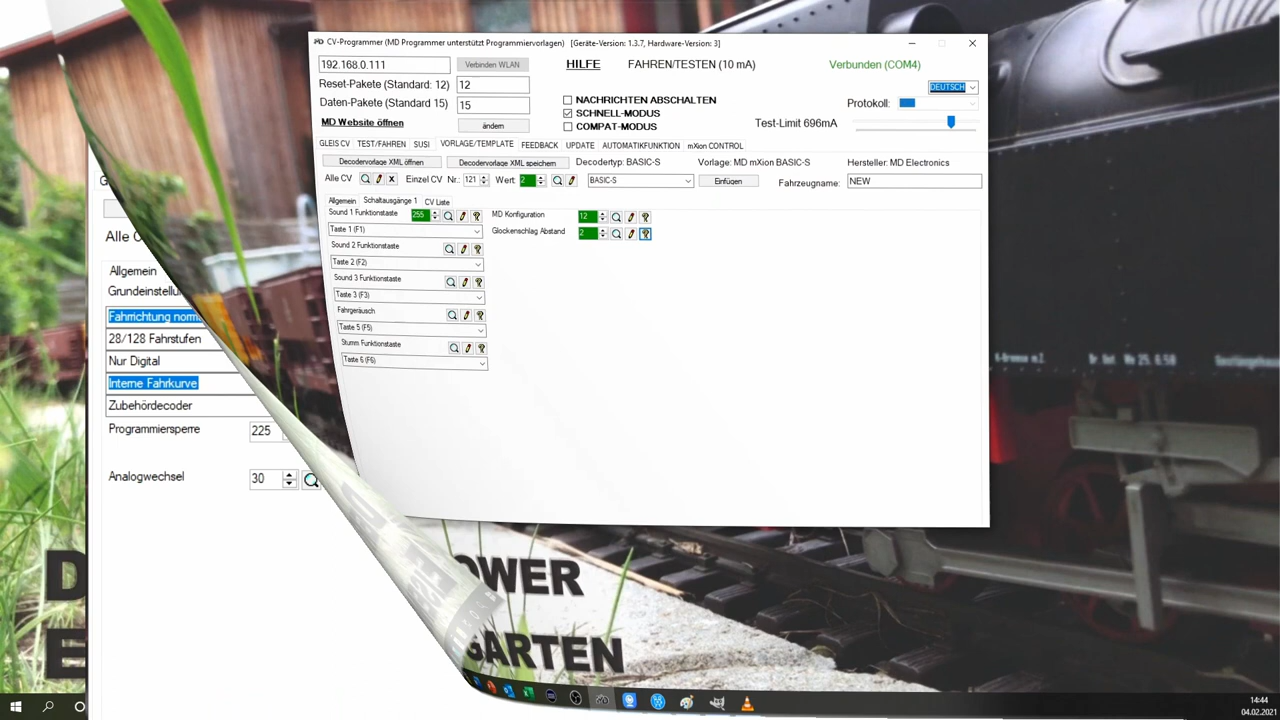 CV-Programmer (MD Programmer unterstützt Programmiervorlagen) [Geräte-Version: 1.3.7, Hardware-Version: 3]
192.168.0.111 Verbinden WLAN HILFE FAHREN/TESTEN (10 mA) Verbunden (COM4)
Reset-Pakete (Standard: 12) 12 DEUTSCH
Daten-Pakete (Standard 15) 15 NACHRICHTEN ABSCHALTEN Protokoll:
SCHNELL-MODUS
MD Website öffnen ändern COMPAT-MODUS Test-Limit 696mA
GLEIS CV TEST/FAHREN SUSI VORLAGE/TEMPLATE FEEDBACK UPDATE AUTOMATIKFUNKTION mXion CONTROL
Decodervorlage XML öffnen Decodervorlage XML speichern Decodertyp: BASIC-S Vorlage: MD mXion BASIC-S Hersteller: MD Electronics
Alle CV X Einzel CV Nr.: 121 Wert: 2 BASIC-S Einfügen Fahrzeugname: NEW
Allgemein Schaltausgänge 1 CV Liste
Sound 1 Funktionstaste 255 MD Konfiguration 12
Taste 1 (F1) Glockenschlag Abstand 2
Sound 2 Funktionstaste
Taste 2 (F2)
Sound 3 Funktionstaste
Taste 3 (F3)
Fahrgeräusch
Taste 5 (F5)
Stumm Funktionstaste
Taste 6 (F6)
Alle C
Allgemein
Grundeinstellu
Fahrrichtung norm
28/128 Fahrstufen
Nur Digital
Interne Fahrkurve
Zubehördecoder
Programmiersperre 225
Analogwechsel 30
D OWER
E GARTEN
K-Bremse m.Z.
14:44
04.02.2021